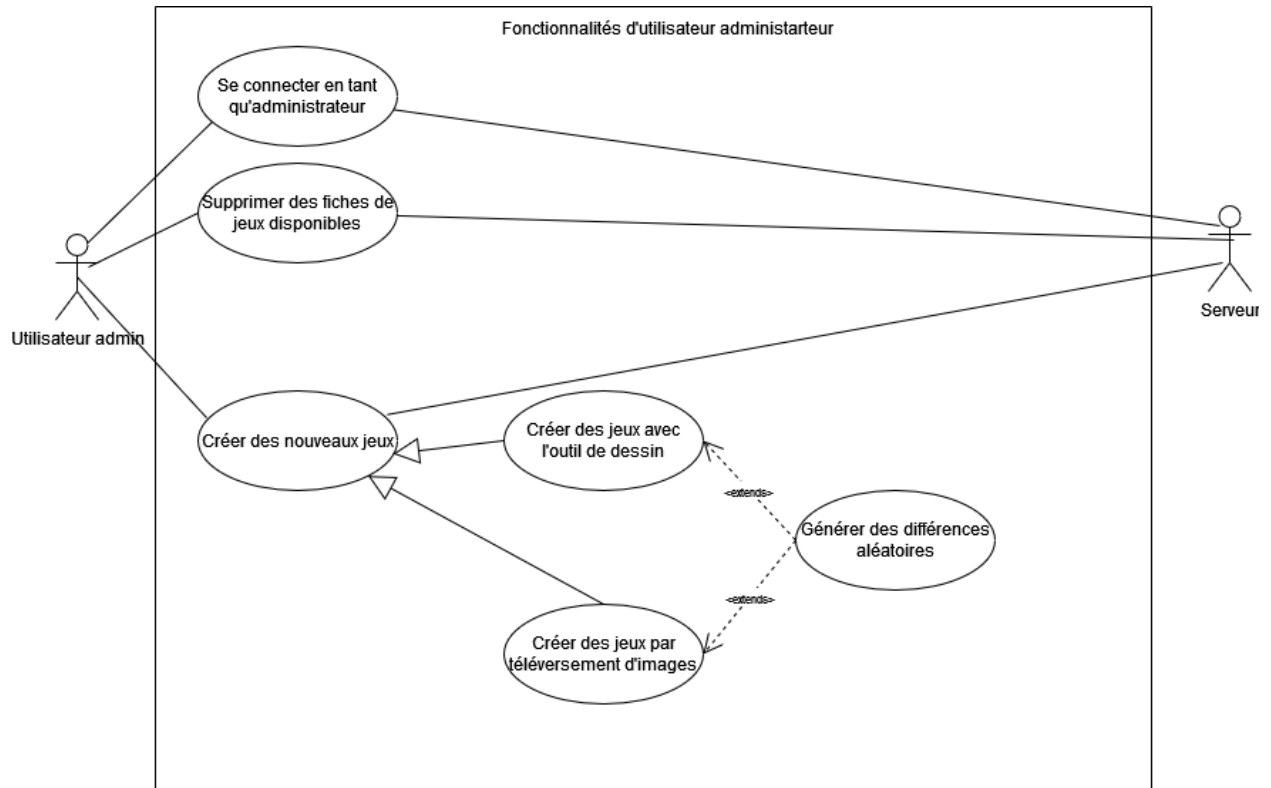 Fonctionnalités d'utilisateur administarteur
Se connecter en tant
qu'administrateur
Supprimer des fiches de
jeux disponibles
Utilisateur admin
Serveur
Créer des nouveaux jeux
Créer des jeux avec
l'outil de dessin
<extends>
Générer des différences
aléatoires
<extends>
Créer des jeux par
téléversement d'images